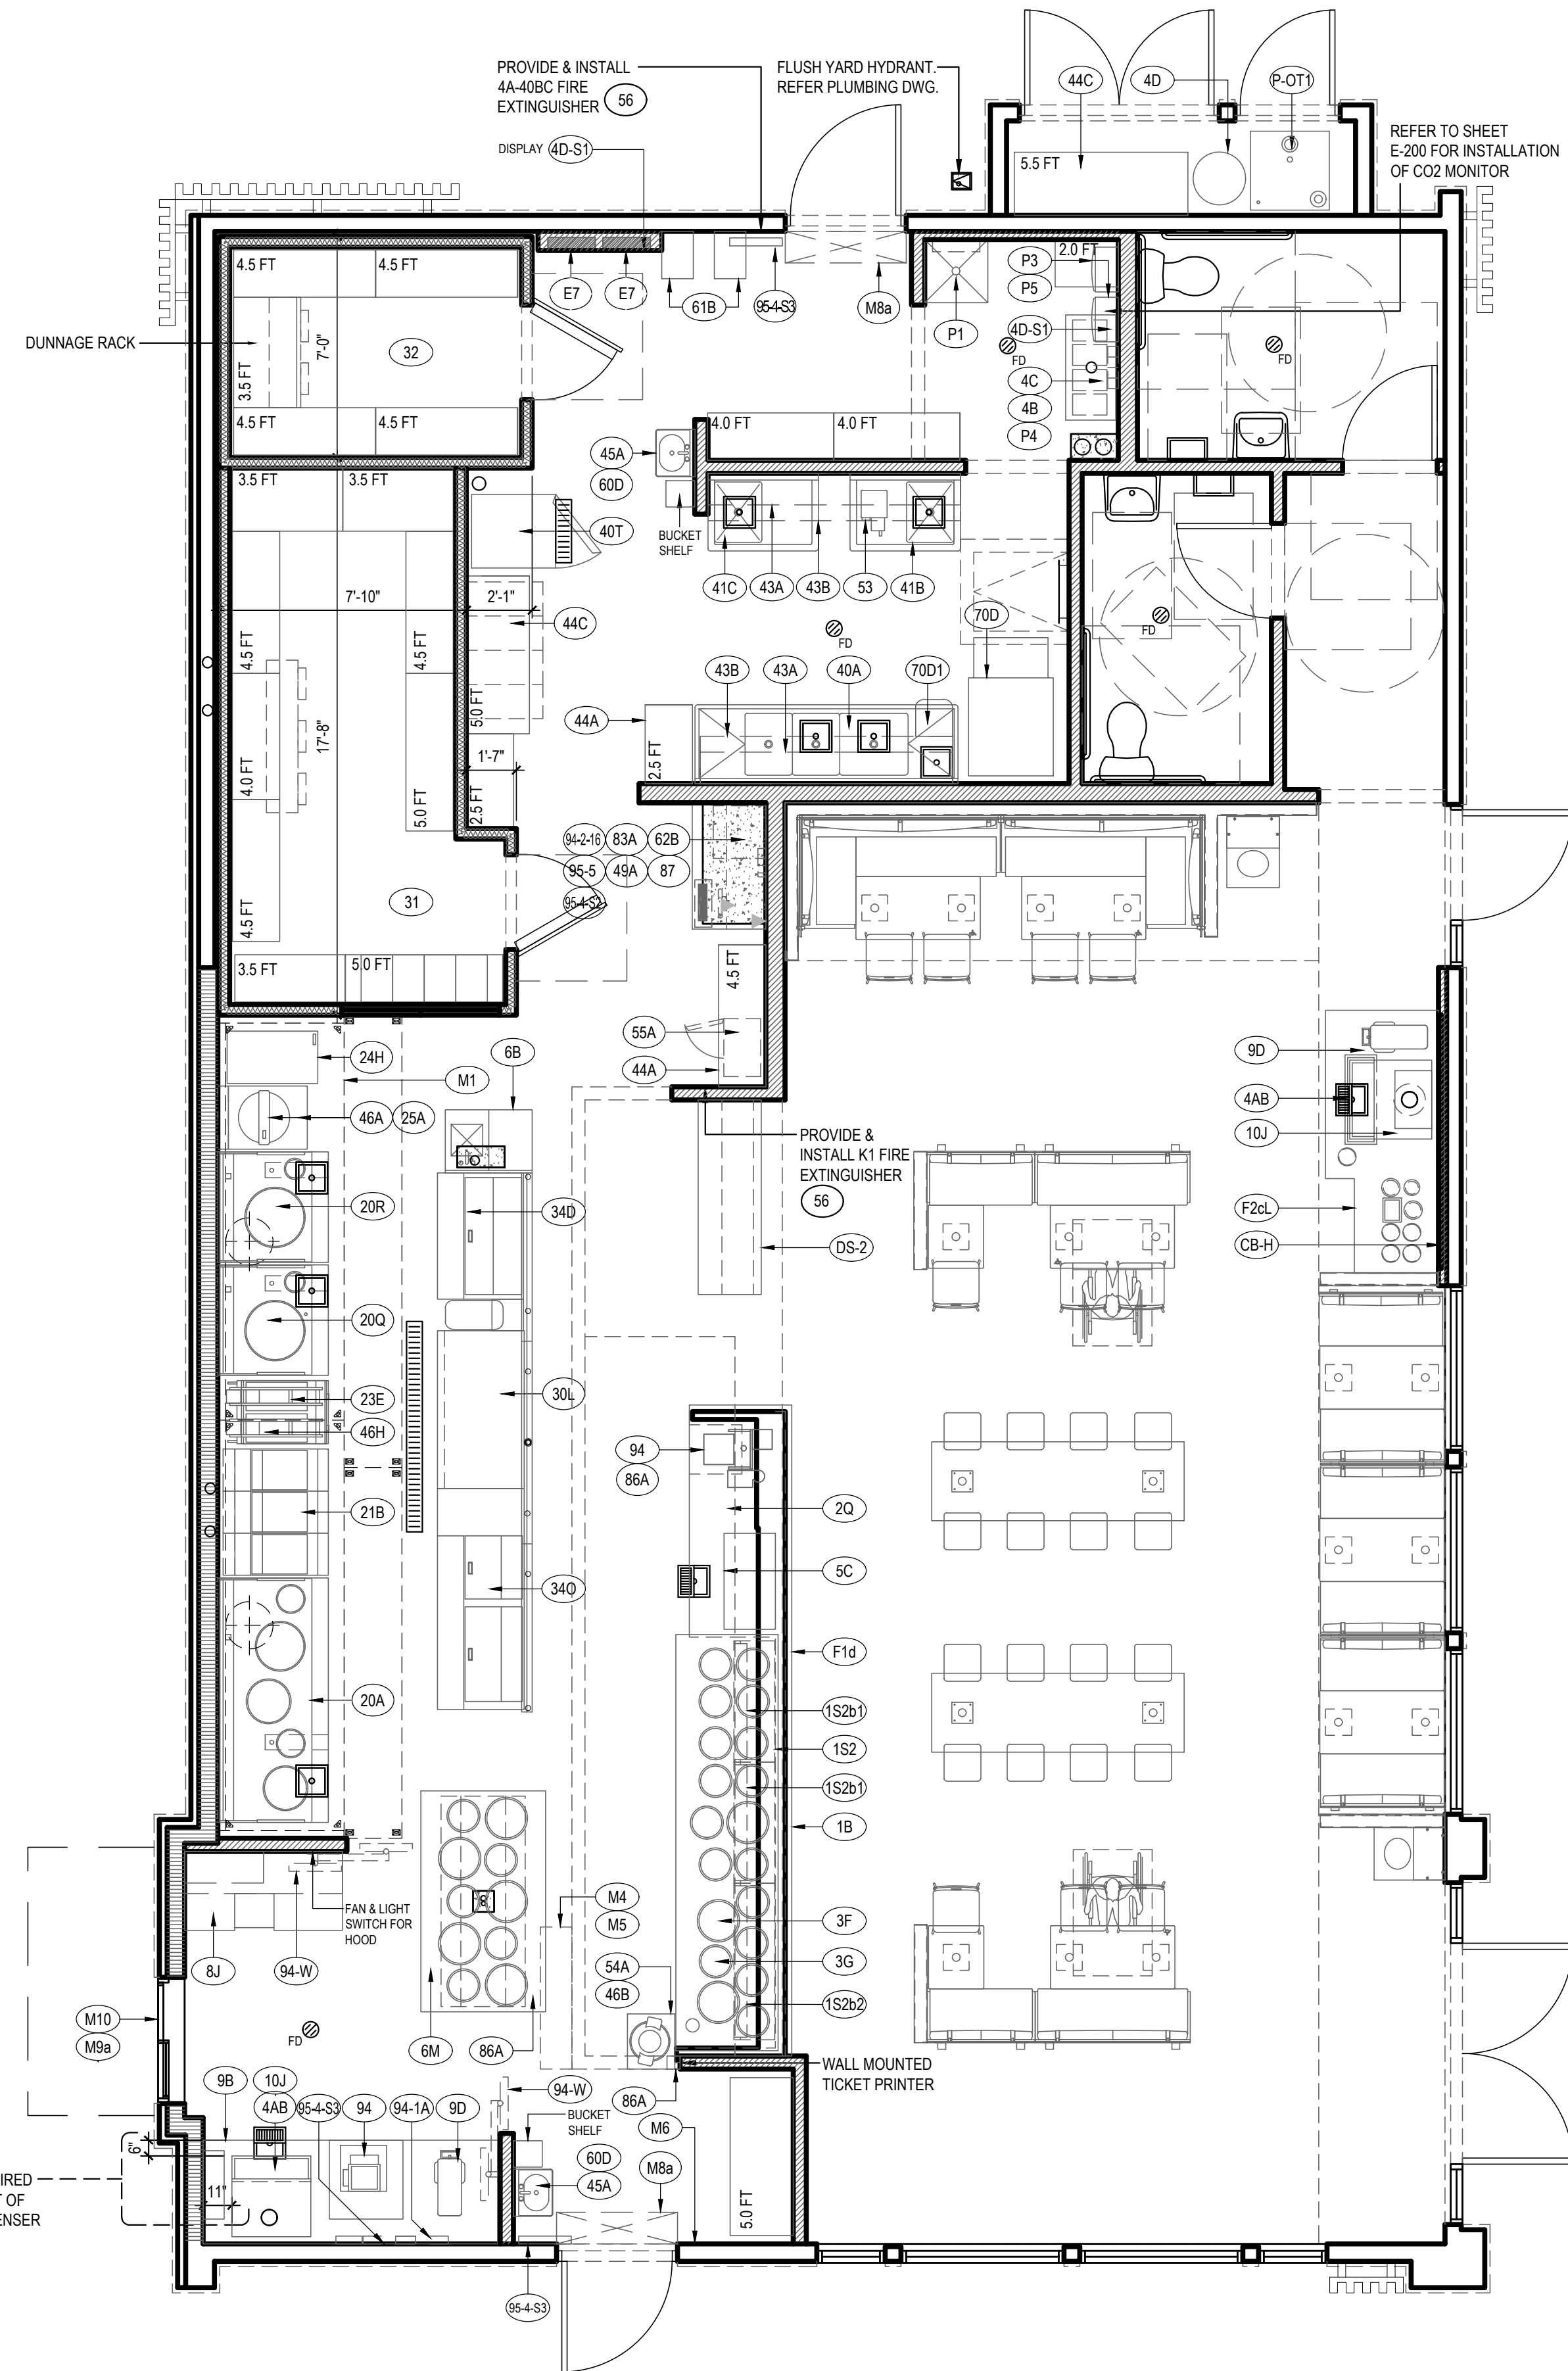 PROVIDE & INSTALL
4A-40BC FIRE
EXTINGUISHER 56
FLUSH YARD HYDRANT.
REFER PLUMBING DWG.
44C
4D
P-OT1
DISPLAY 4D-S1
5.5 FT
REFER TO SHEET
E-200 FOR INSTALLATION
OF CO2 MONITOR
4.5 FT
4.5 FT
E7
E7
61B
95-4-S3
M8a
P1
2.0 FT
P3
P5
4D-S1
FD
4C
4B
P4
FD
DUNNAGE RACK
7'-0"
3.5 FT
32
4.5 FT
4.5 FT
45A
60D
4.0 FT
4.0 FT
3.5 FT
3.5 FT
40T
BUCKET
SHELF
41C
43A
43B
53
41B
7'-10"
2'-1"
44C
FD
70D
FD
4.5 FT
4.5 FT
5.0 FT
43B
43A
40A
70D1
44A
17'-8"
2.5 FT
1'-7"
4.0 FT
5.0 FT
2.5 FT
94-2-16
83A
62B
95-5
49A
87
31
95-4-S2
4.5 FT
3.5 FT
5.0 FT
4.5 FT
55A
24H
6B
44A
M1
9D
46A
25A
4AB
PROVIDE &
INSTALL K1 FIRE
EXTINGUISHER
56
10J
20R
34D
F2cL
DS-2
CB-H
20Q
30L
23E
46H
94
86A
21B
2Q
34O
5C
F1d
20A
1S2b1
1S2
1S2b1
1B
FAN & LIGHT
SWITCH FOR
HOOD
M4
M5
3F
8J
94-W
54A
46B
3G
1S2b2
M10
M9a
FD
6M
86A
WALL MOUNTED
TICKET PRINTER
9B
10J
4AB
95-4-S3
94
94-1A
9D
94-W
86A
BUCKET
SHELF
M6
6"
60D
45A
M8a
IRED
T OF
ENSER
11"
5.0 FT
95-4-S3